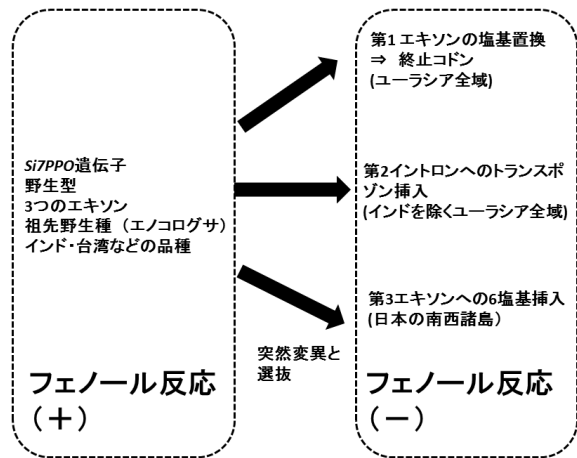 Si7PPO遺伝子
野生型
3つのエキソン
祖先野生種（エノコログサ）
インド・台湾などの品種
フェノール反応
（＋）
突然変異と
選抜
第1エキソンの塩基置換
⇒ 終止コドン
(ユーラシア全域)
第2イントロンへのトランスポ
ゾン挿入
(インドを除くユーラシア全域)
第3エキソンへの6塩基挿入
(日本の南西諸島）
フェノール反応
（－）